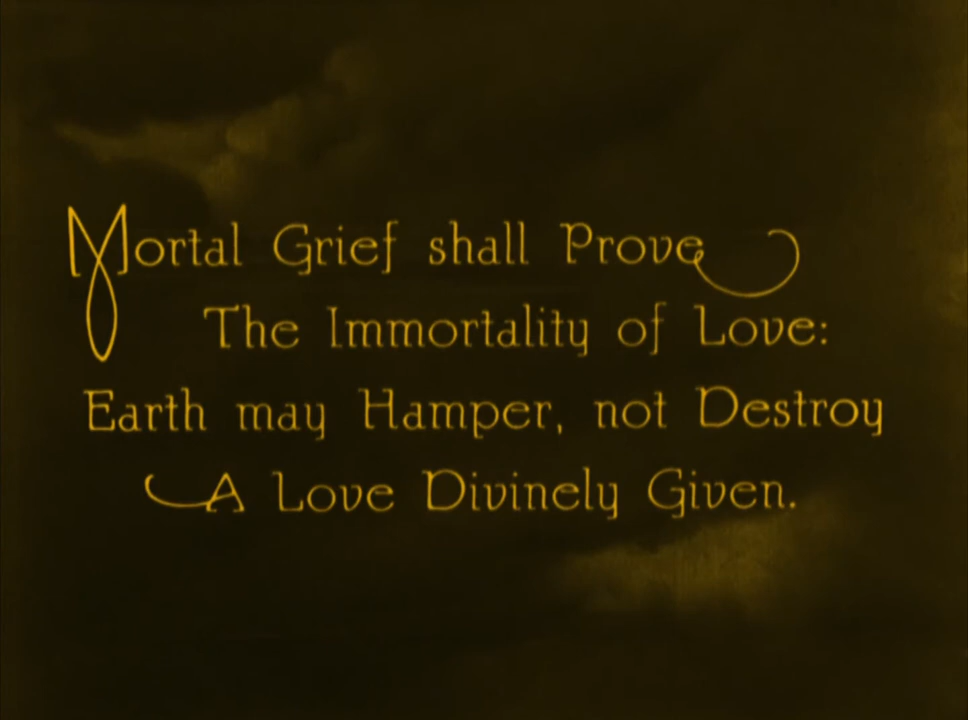 Mortal Grief shall Prove
The Immortality of Love:
Earth may Hamper, not Destroy
A Love Divinely Given.